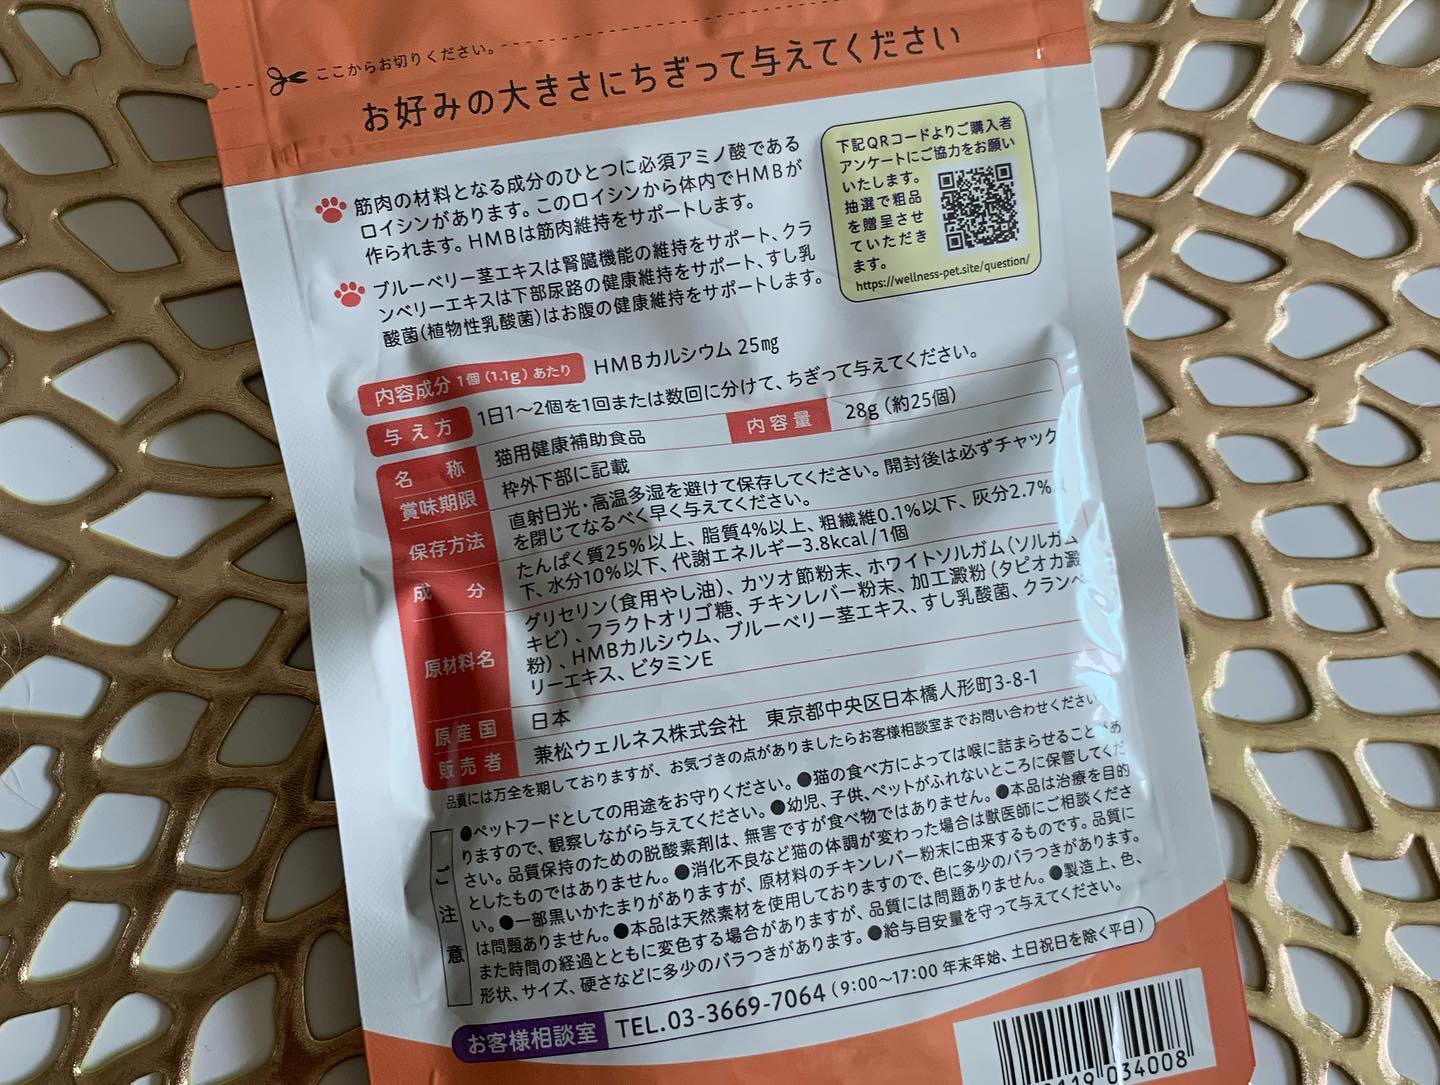 ここからお切りください。
お好みの大きさにちぎって与えてください
筋肉の材料となる成分のひとつに必須アミノ酸である
ロイシンがあります。このロイシンから体内でHMBが
作られます。HMBは筋肉維持をサポートします。
ブルーベリー茎エキスは腎臓機能の維持をサポート、クラ
ンベリーエキスは下部尿路の健康維持をサポート、すし乳
酸菌(植物性乳酸菌)はお腹の健康維持をサポートします。
下記QRコードよりご購入者
アンケートにご協力をお願い
いたします。
抽選で粗品
を贈呈させ
ていただき
ます。
https://wellness-pet.site/question/
内容成分 1個(1.1g)あたり HMBカルシウム 25mg
与え方 1日1〜2個を1回または数回に分けて、ちぎって与えてください。
名称 猫用健康補助食品 内容量 28g(約25個)
賞味期限 枠外下部に記載
保存方法 直射日光・高温多湿を避けて保存してください。開封後は必ずチャック
を閉じてなるべく早く与えてください。
成分 たんぱく質25%以上、脂質4%以上、粗繊維0.1%以下、灰分2.7%以
下、水分10%以下、代謝エネルギー3.8kcal/1個
原材料名 グリセリン(食用やし油)、カツオ節粉末、ホワイトソルガム(ソルガム
キビ)、フラクトオリゴ糖、チキンレバー粉末、加工澱粉(タピオカ澱
粉)、HMBカルシウム、ブルーベリー茎エキス、すし乳酸菌、クランベ
リーエキス、ビタミンE
原産国 日本
販売者 兼松ウェルネス株式会社 東京都中央区日本橋人形町3-8-1
品質には万全を期しておりますが、お気づきの点がありましたらお客様相談室までお問い合わせください。
ご注意
●ペットフードとしての用途をお守りください。●猫の食べ方によっては喉に詰まらせることがあ
りますので、観察しながら与えてください。●幼児、子供、ペットがふれないところに保管してくだ
さい。品質保持のための脱酸素剤は、無害ですが食べ物ではありません。●本品は治療を目的
としたものではありません。●消化不良など猫の体調が変わった場合は獣医師にご相談くださ
い。●一部黒いかたまりがありますが、原材料のチキンレバー粉末に由来するものです。品質に
は問題ありません。●本品は天然素材を使用しておりますので、色に多少のバラつきがあります。
また時間の経過とともに変色する場合がありますが、品質には問題ありません。●製造上、色、
形状、サイズ、硬さなどに多少のバラつきがあります。●給与目安量を守って与えてください。
お客様相談室 TEL.03-3669-7064(9:00〜17:00 年末年始、土日祝日を除く平日)
034008